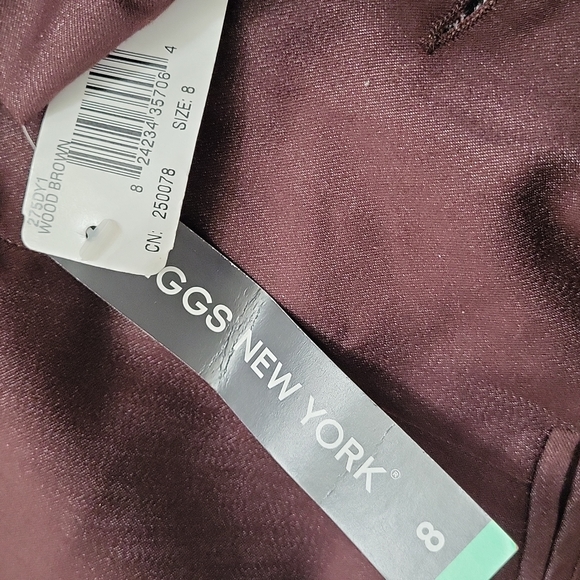 275DY1
WOOD BROWN
8 24234 35706 4
CN: 250078 SIZE: 8
GGS NEW YORK®
8